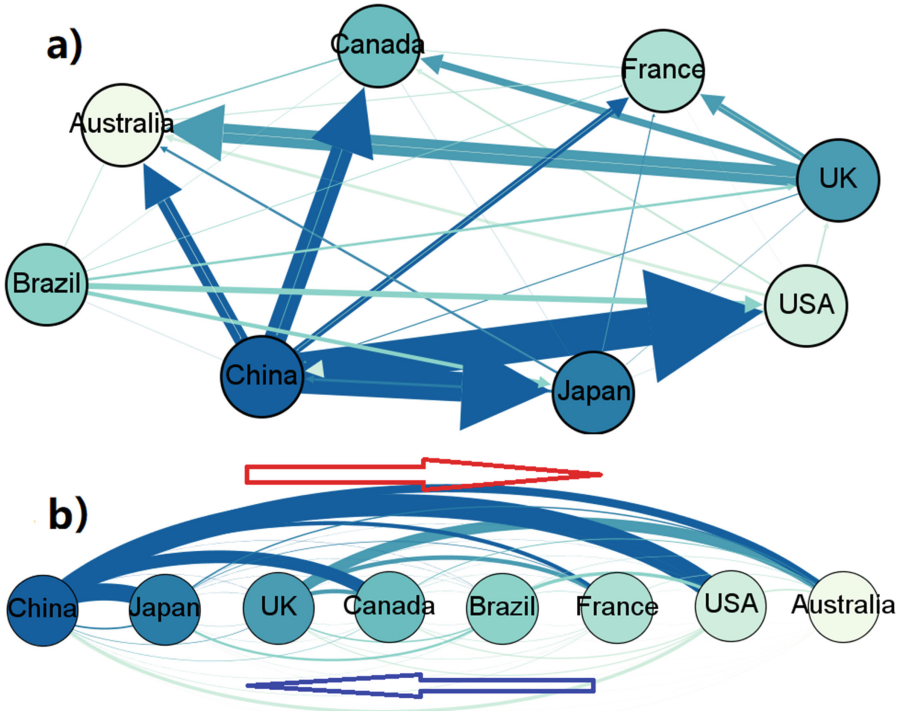 a)
Canada
France
Australia
UK
Brazil
USA
China
Japan
b)
China
Japan
UK
Canada
Brazil
France
USA
Australia